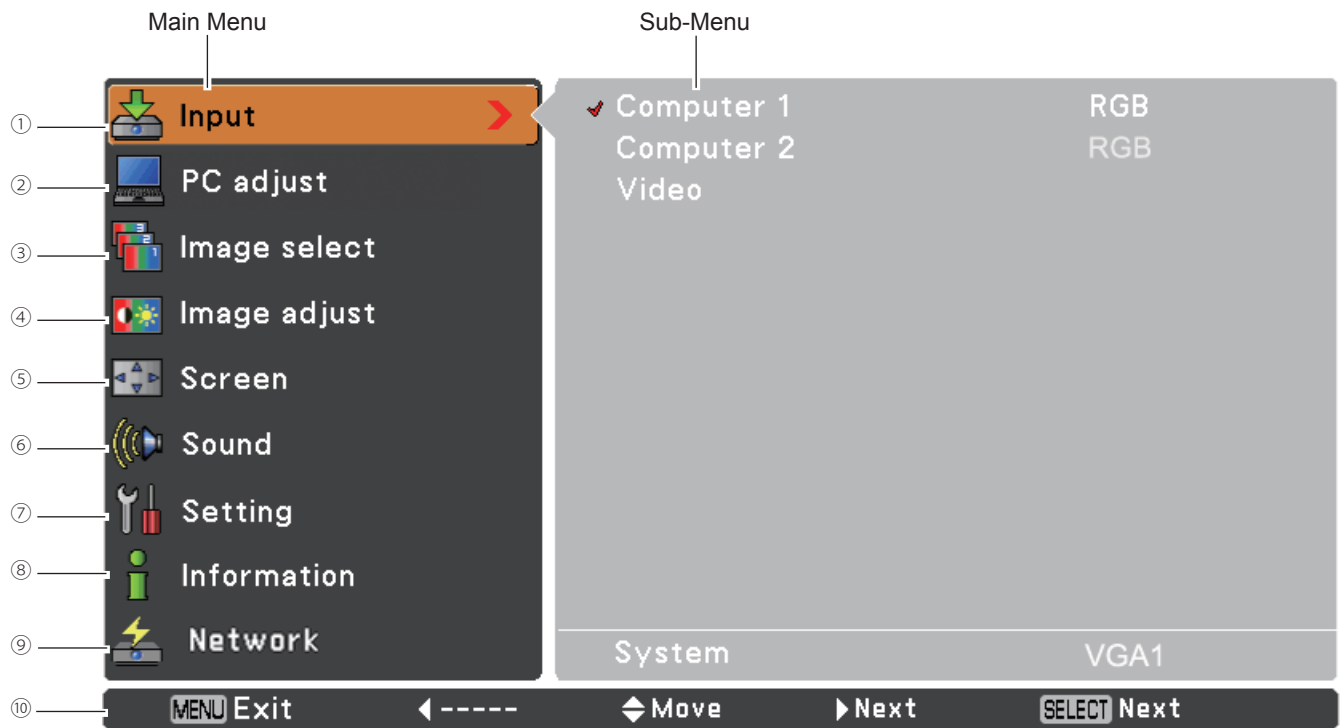 Main Menu Sub-Menu
① Input Computer 1 RGB
Computer 2 RGB
② PC adjust Video
③ Image select
④ Image adjust
⑤ Screen
⑥ Sound
⑦ Setting
⑧ Information
⑨ Network System VGA1
⑩ MENU Exit ----- Move Next SELECT Next